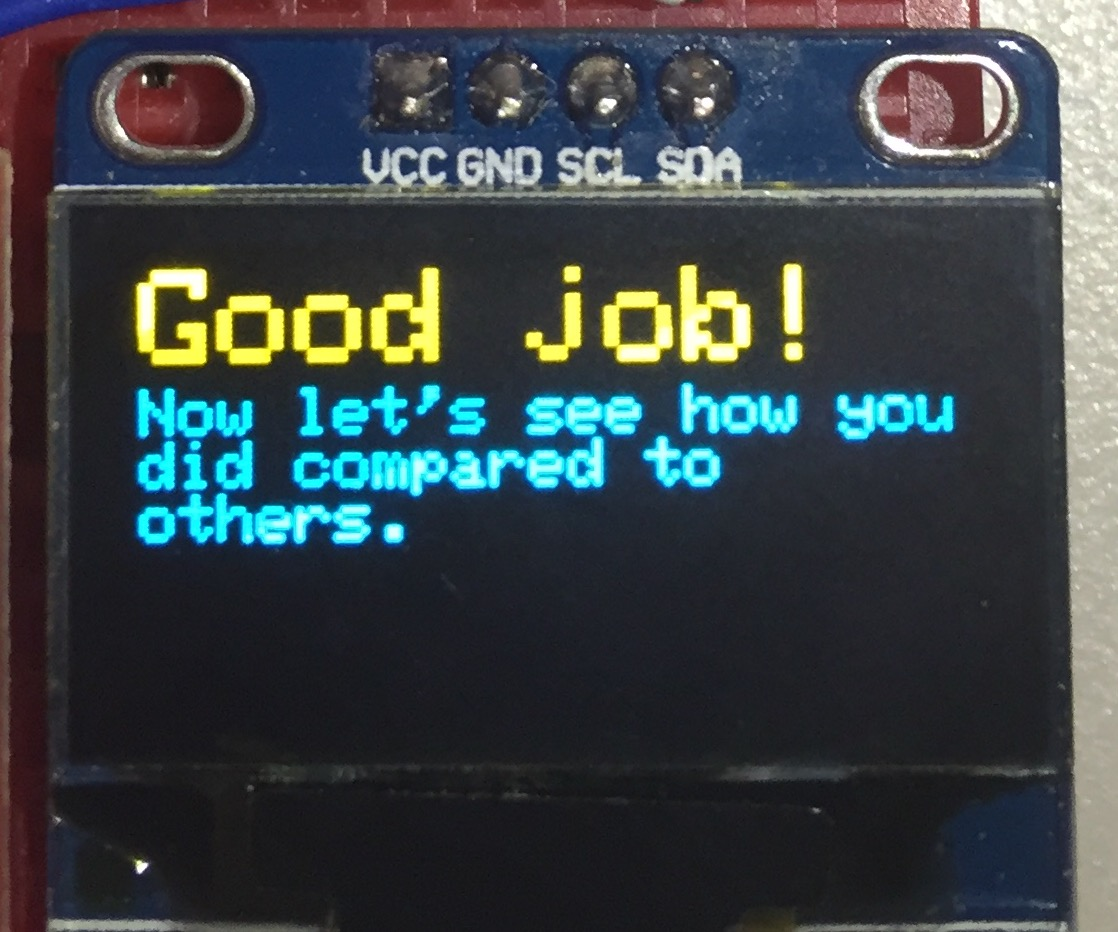 VCC GND SCL SDA
Good job!
Now let's see how you
did compared to
others.